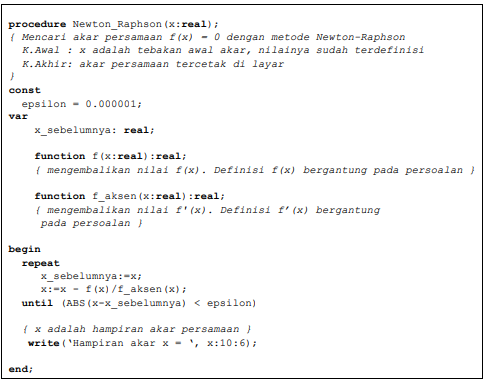 procedure Newton_Raphson(x:real);
{ Mencari akar persamaan f(x) = 0 dengan metode Newton-Raphson
K.Awal : x adalah tebakan awal akar, nilainya sudah terdefinisi
K.Akhir: akar persamaan tercetak di layar
}
const
epsilon = 0.000001;
var
x_sebelumnya: real;
function f(x:real):real;
{ mengembalikan nilai f(x). Definisi f(x) bergantung pada persoalan }
function f_aksen(x:real):real;
{ mengembalikan nilai f'(x). Definisi f’(x) bergantung
pada persoalan }
begin
repeat
x_sebelumnya:=x;
x:=x - f(x)/f_aksen(x);
until (ABS(x-x_sebelumnya) < epsilon)
{ x adalah hampiran akar persamaan }
write(‘Hampiran akar x = ‘, x:10:6);
end;